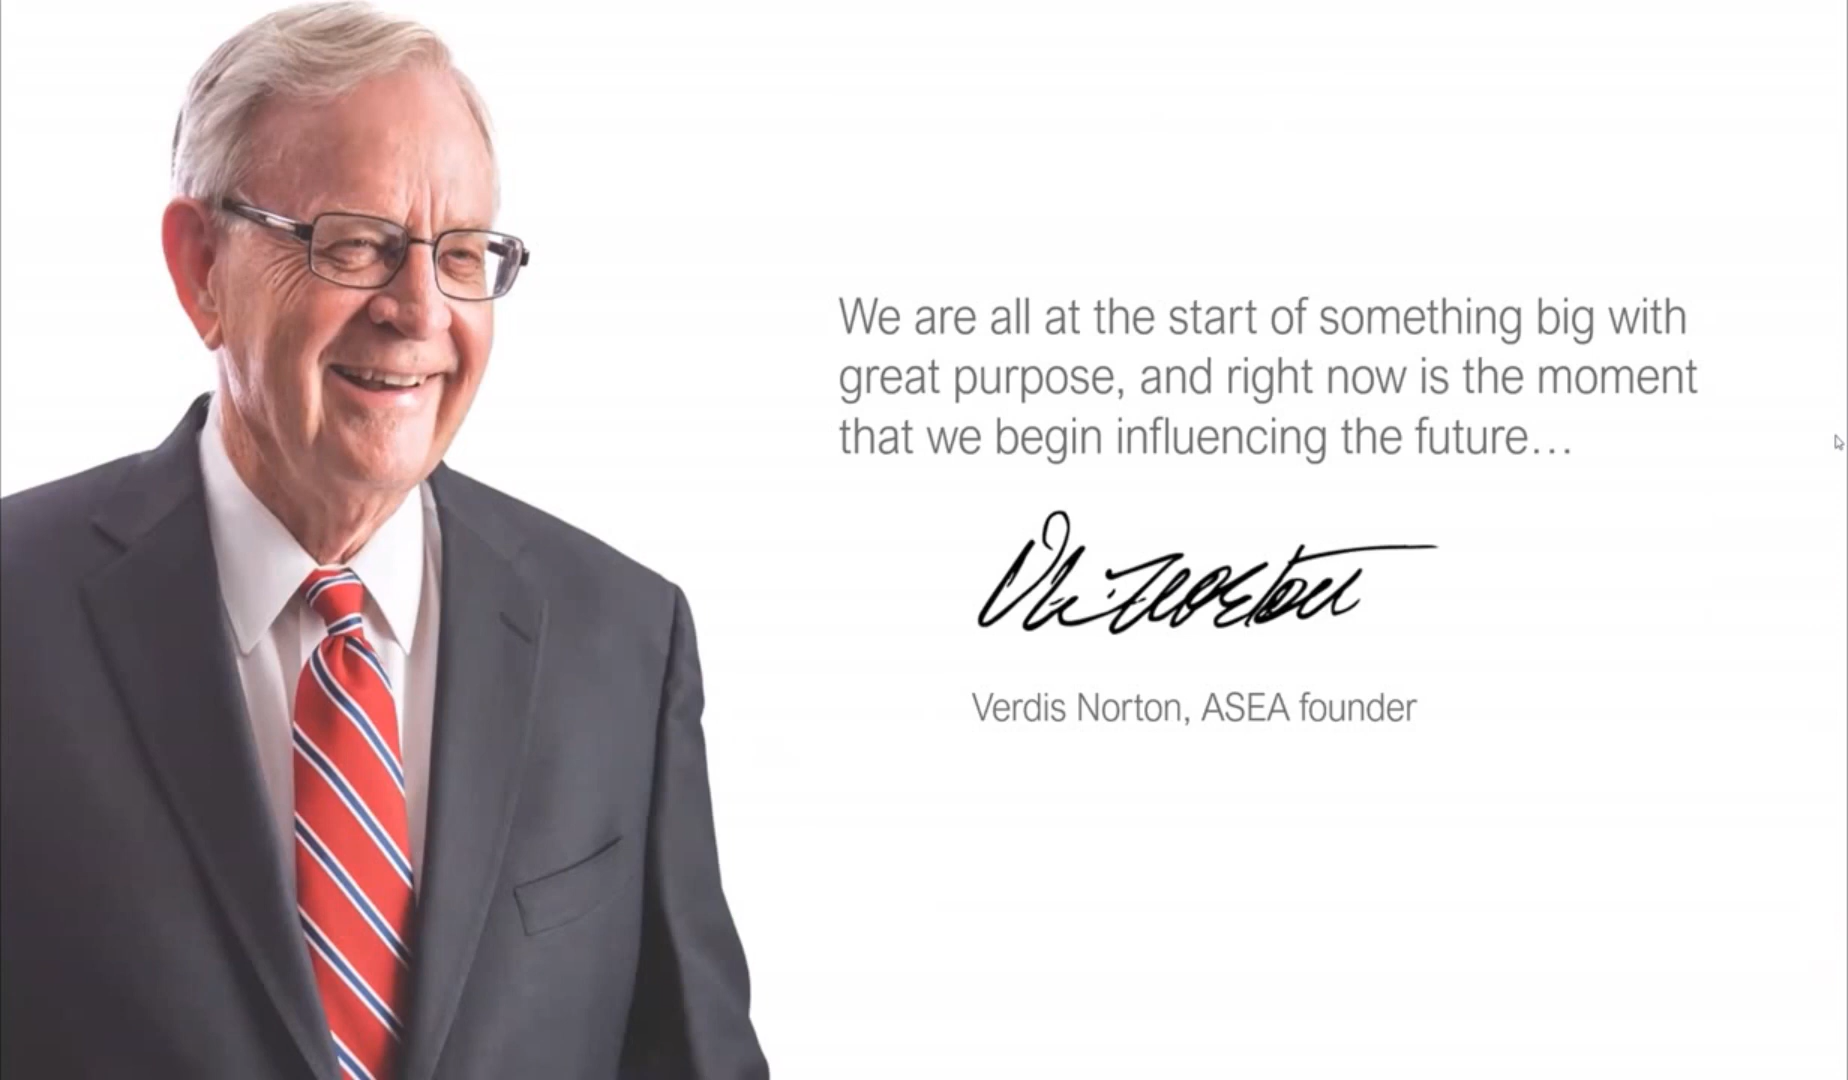 We are all at the start of something big with
great purpose, and right now is the moment
that we begin influencing the future…
Verdis Norton, ASEA founder